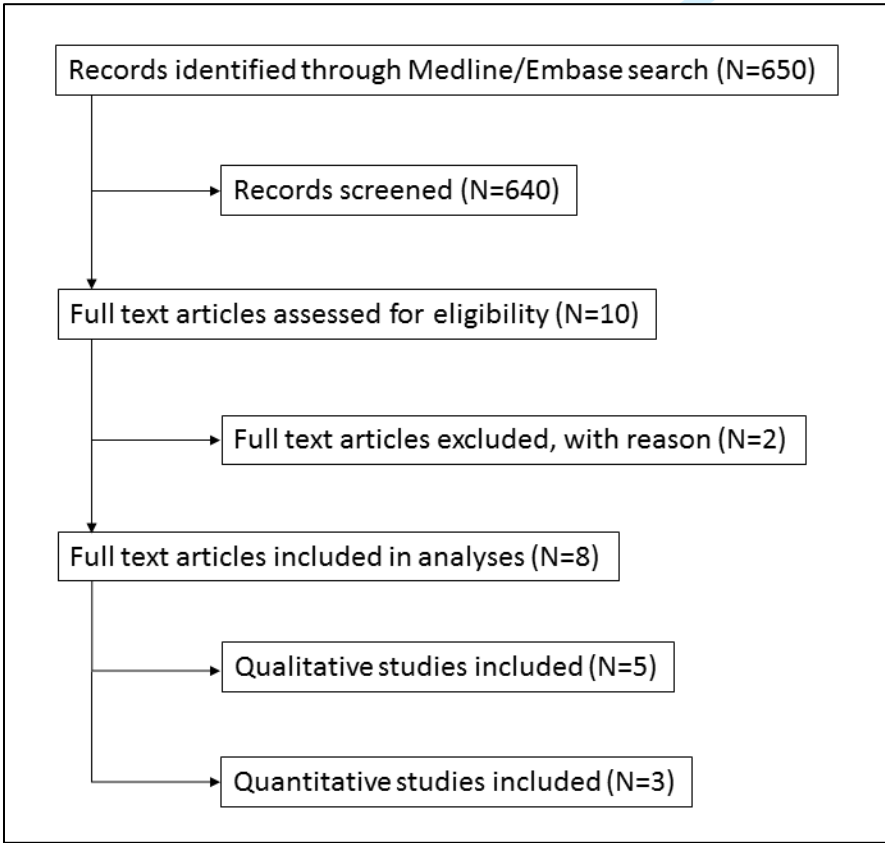 Records identified through Medline/Embase search (N=650)
Records screened (N=640)
Full text articles assessed for eligibility (N=10)
Full text articles excluded, with reason (N=2)
Full text articles included in analyses (N=8)
Qualitative studies included (N=5)
Quantitative studies included (N=3)